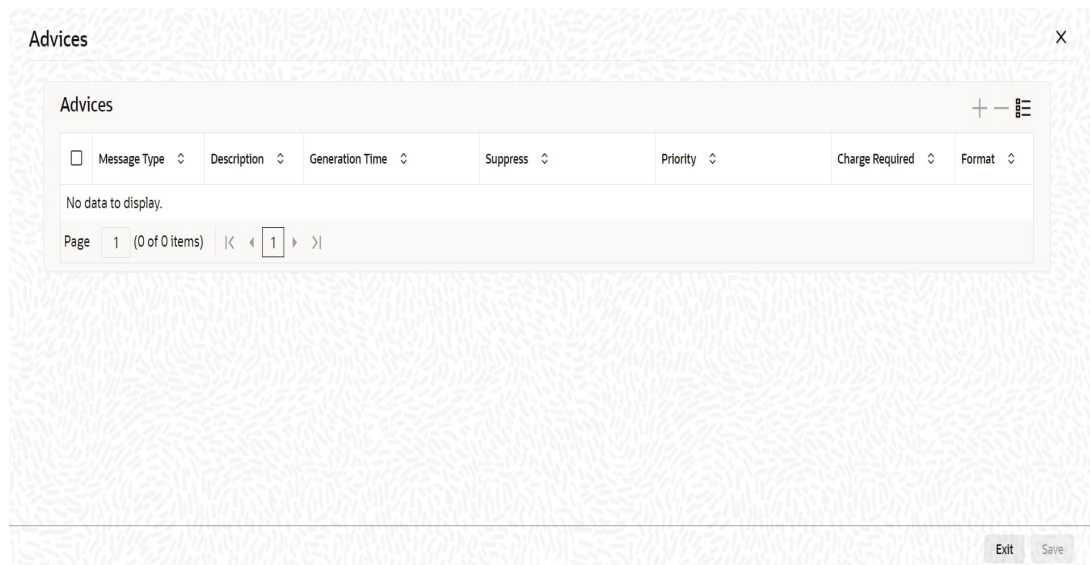 Advices
Advices
Message Type Description Generation Time Suppress Priority Charge Required Format
No data to display.
Page 1 (0 of 0 items) 1
Exit Save